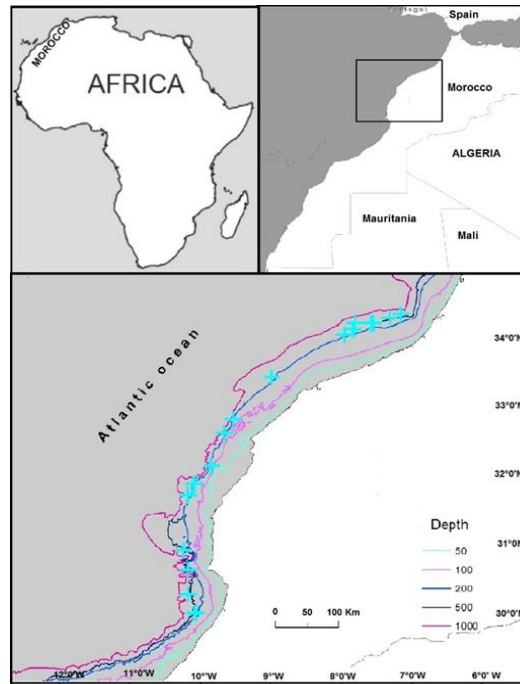 MOROCCO
AFRICA
Portugal
Spain
Morocco
ALGERIA
Mauritania
Mali
Atlantic ocean
34°0'N
33°0'N
32°0'N
31°0'N
30°0'N
Depth
50
100
200
500
1000
0 50 100 Km
12°0'W 11°0'W 10°0'W 9°0'W 8°0'W 7°0'W